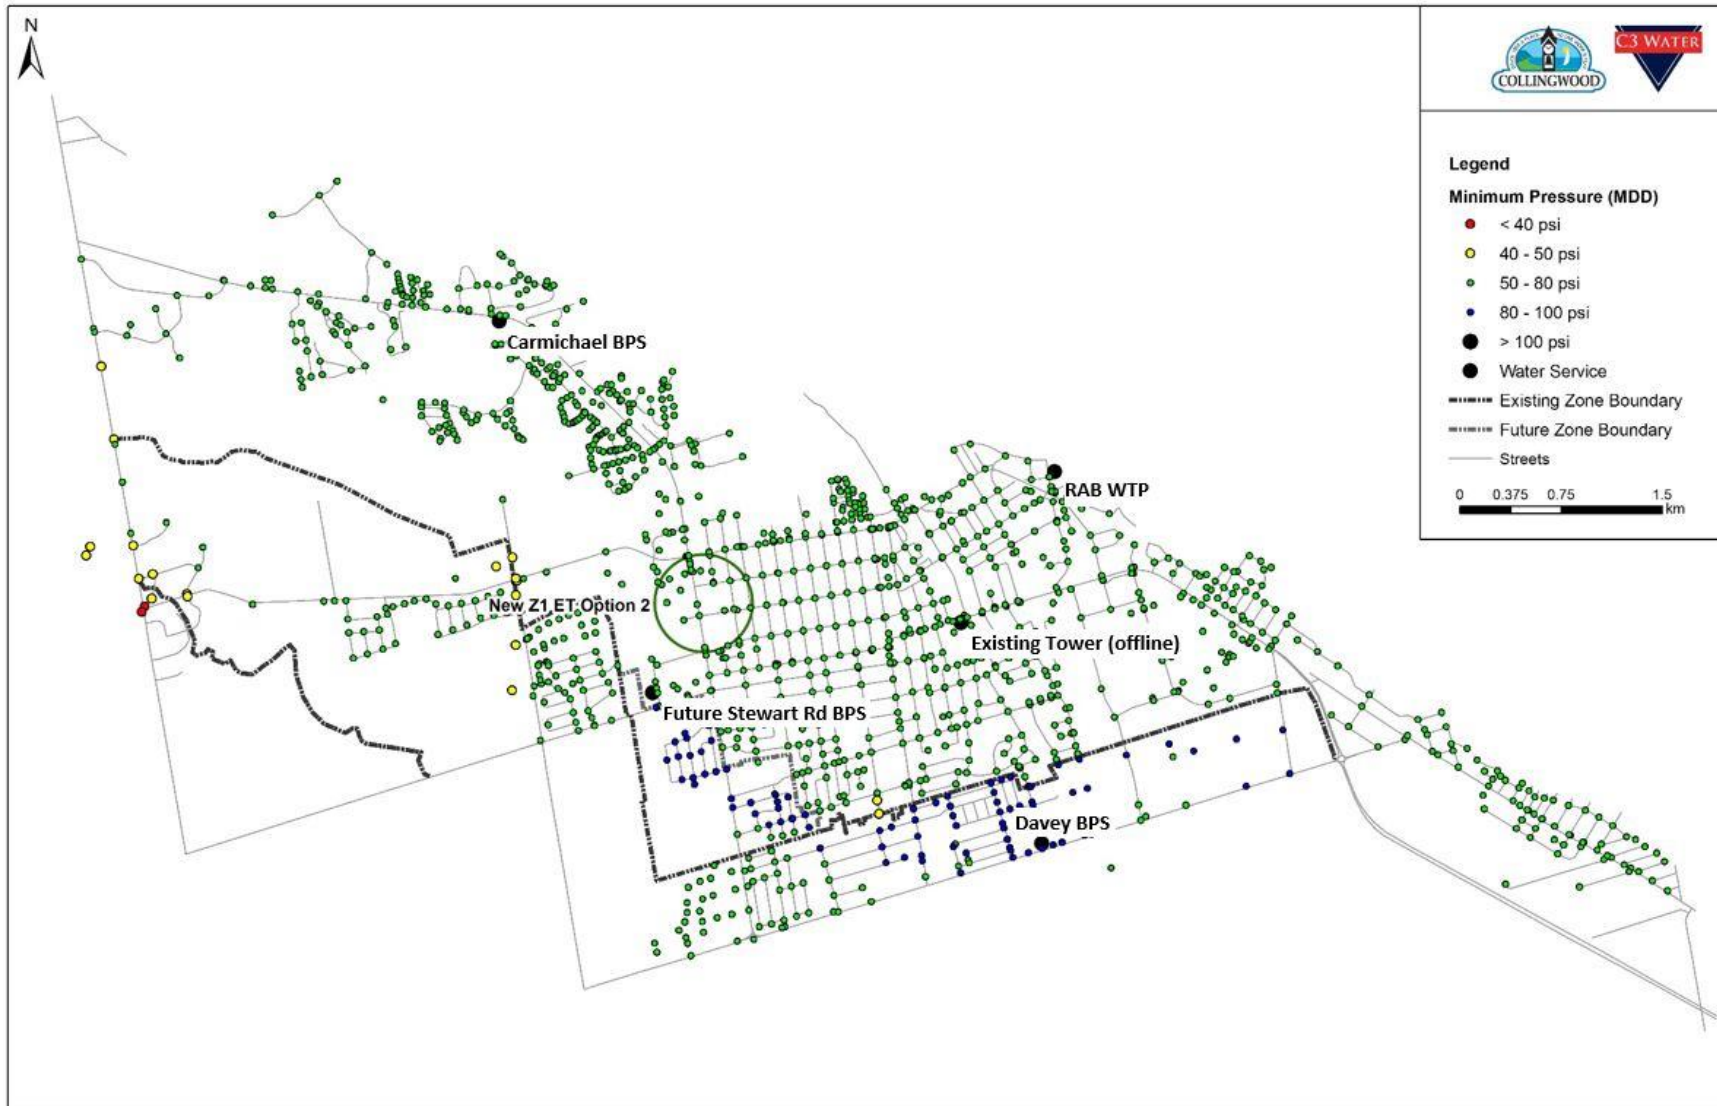 N
COLLINGWOOD
C3 WATER
Legend
Minimum Pressure (MDD)
< 40 psi
40 - 50 psi
50 - 80 psi
80 - 100 psi
> 100 psi
Water Service
Existing Zone Boundary
Future Zone Boundary
Streets
0 0.375 0.75 1.5
km
Carmichael BPS
RAB WTP
New Z1 ET Option 2
Existing Tower (offline)
Future Stewart Rd BPS
Davey BPS